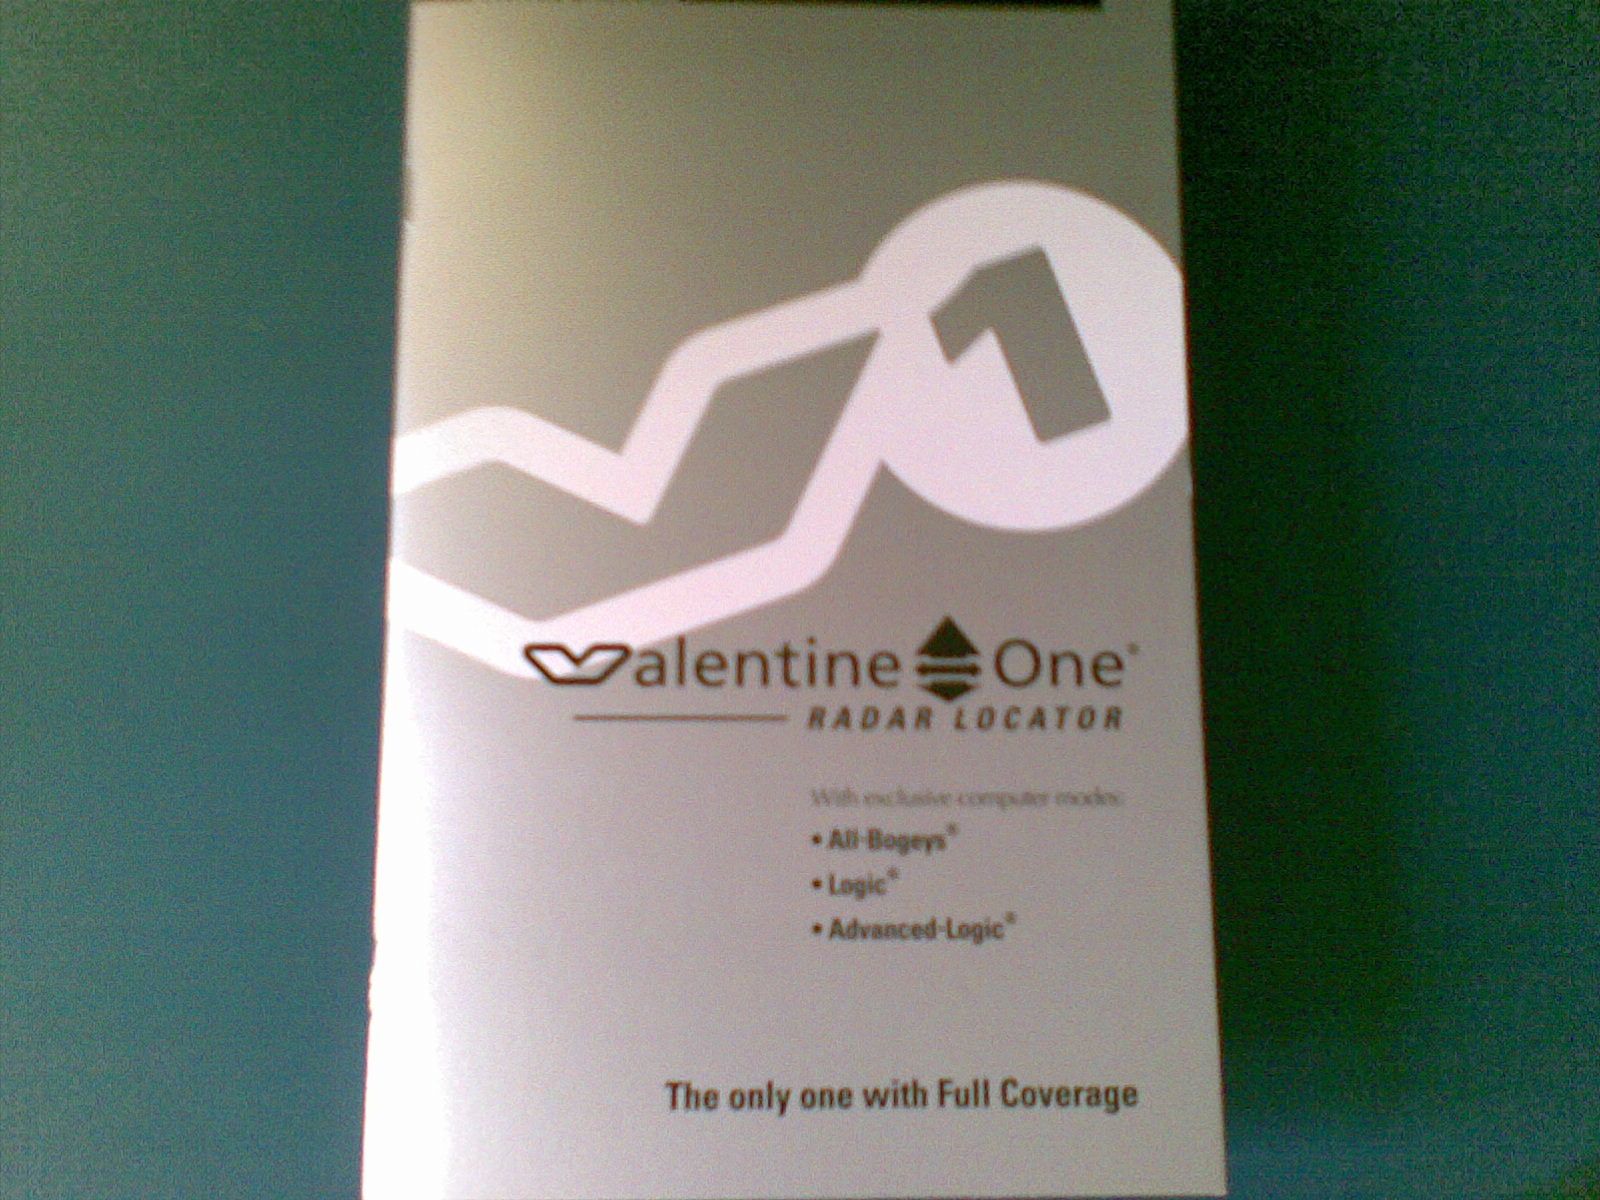 1
Valentine One®
RADAR LOCATOR
With exclusive computer modes:
• All-Bogeys®
• Logic®
• Advanced-Logic®
The only one with Full Coverage